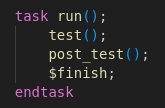 task run();
    test();
    post_test();
    $finish;
endtask